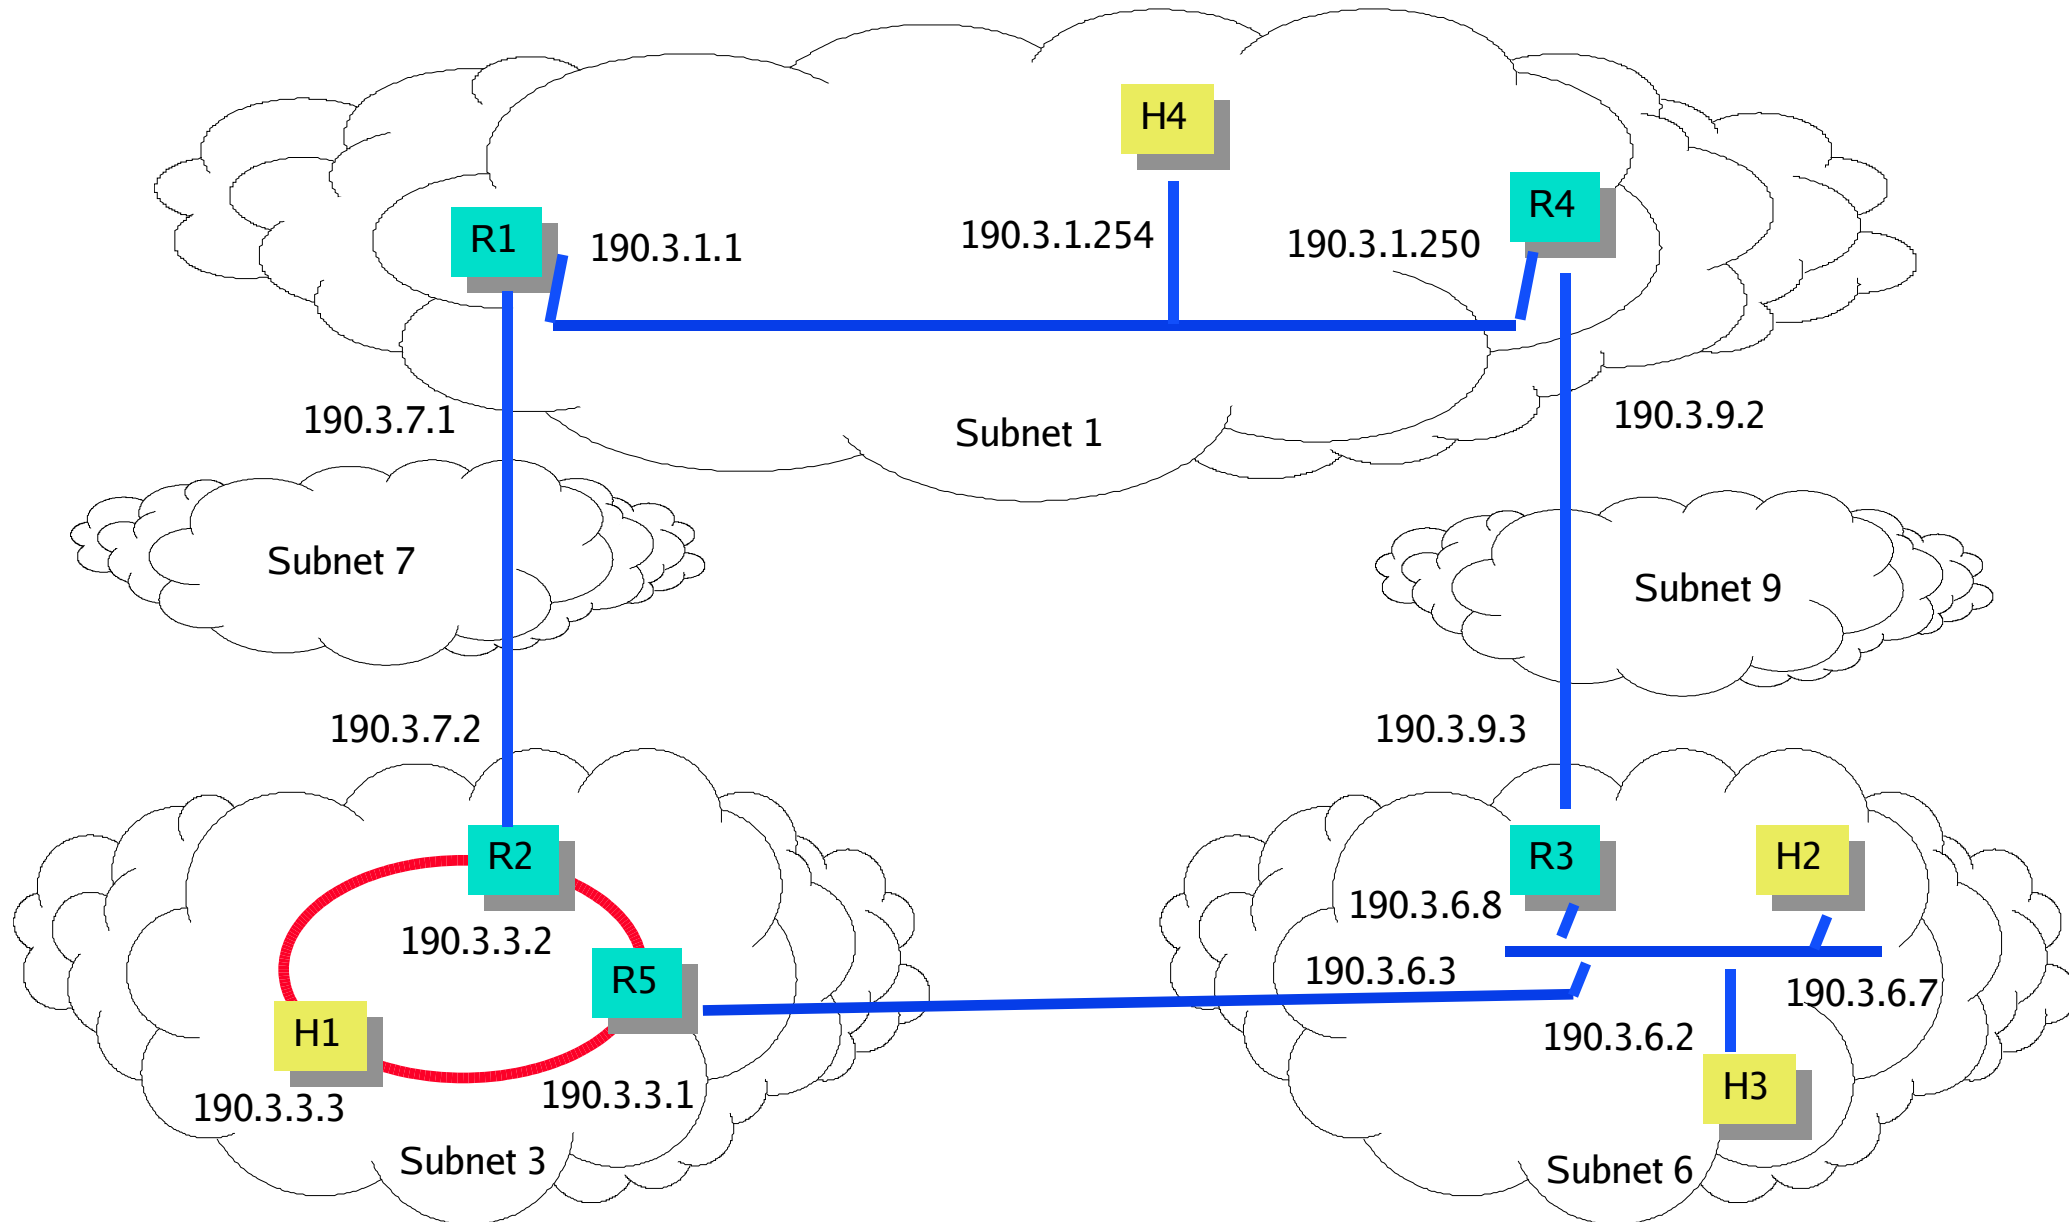 H4
R4
R1
190.3.1.1
190.3.1.254
190.3.1.250
190.3.7.1
Subnet 1
190.3.9.2
Subnet 7
Subnet 9
190.3.7.2
190.3.9.3
R2
R3
H2
190.3.6.8
190.3.3.2
R5
190.3.6.3
190.3.6.7
H1
190.3.6.2
H3
190.3.3.3
190.3.3.1
Subnet 3
Subnet 6